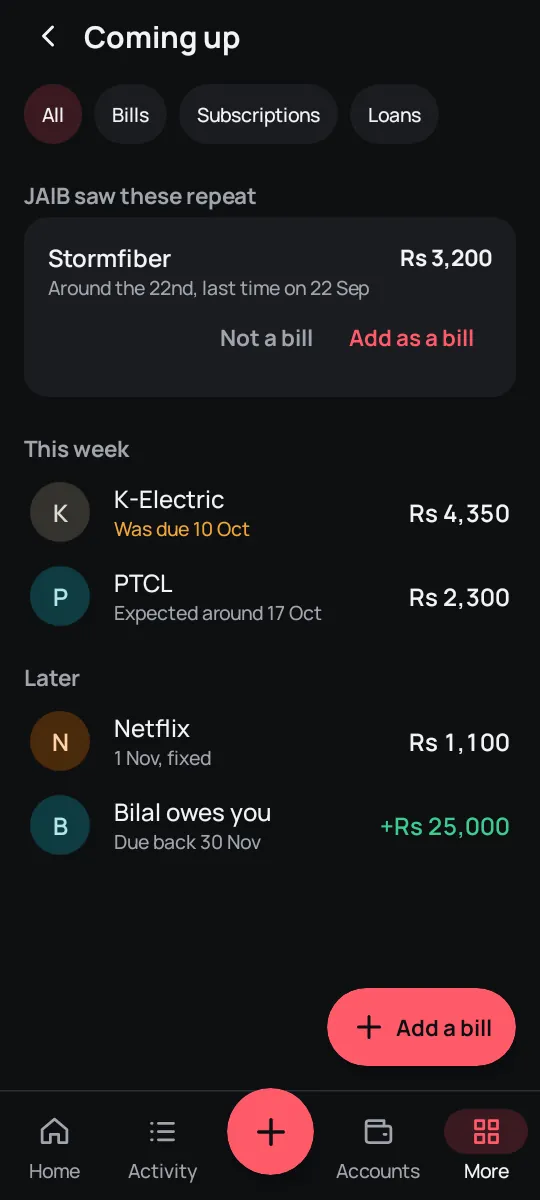 Coming up
All
Bills
Subscriptions
Loans
JAIB saw these repeat
Stormfiber
Rs 3,200
Around the 22nd, last time on 22 Sep
Not a bill
Add as a bill
This week
K
K-Electric
Rs 4,350
Was due 10 Oct
P
PTCL
Rs 2,300
Expected around 17 Oct
Later
N
Netflix
Rs 1,100
1 Nov, fixed
B
Bilal owes you
+Rs 25,000
Due back 30 Nov
+ Add a bill
Home
Activity
+
Accounts
More